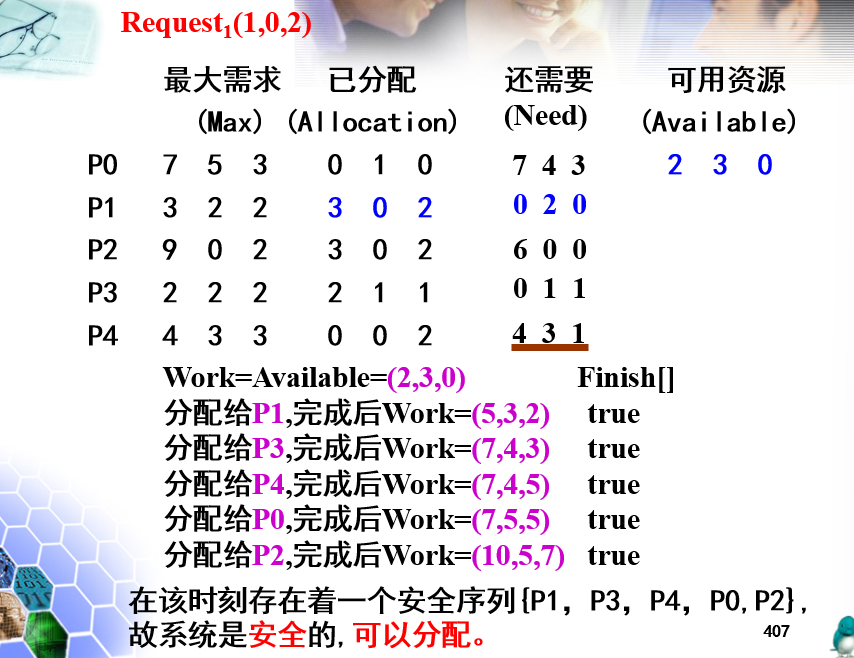 Request1(1,0,2)
最大需求 已分配 还需要 可用资源
(Max) (Allocation) (Need) (Available)
P0 7 5 3 0 1 0 7 4 3 2 3 0
P1 3 2 2 3 0 2 0 2 0
P2 9 0 2 3 0 2 6 0 0
P3 2 2 2 2 1 1 0 1 1
P4 4 3 3 0 0 2 4 3 1
Work=Available=(2,3,0) Finish[]
分配给P1,完成后Work=(5,3,2) true
分配给P3,完成后Work=(7,4,3) true
分配给P4,完成后Work=(7,4,5) true
分配给P0,完成后Work=(7,5,5) true
分配给P2,完成后Work=(10,5,7) true
在该时刻存在着一个安全序列{P1，P3，P4，P0,P2},
故系统是安全的,可以分配。
407